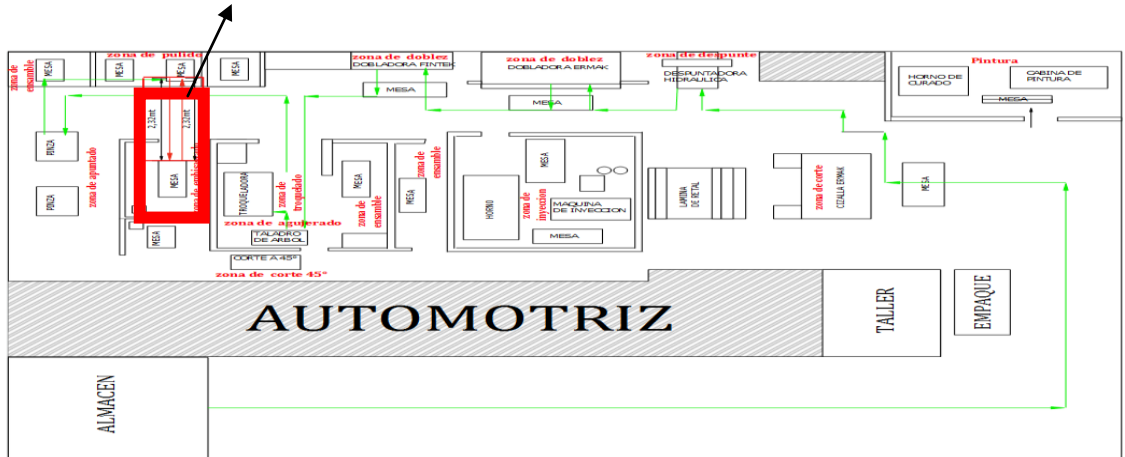 zona de pulido
zona de doblez
DOBLADORA FINTEK
zona de doblez
DOBLADORA ERMAK
zona de despunte
DESPUNTADORA
HIDRAULICA
Pintura
HORNO DE
CURADO
CABINA DE
PINTURA
MESA
zona de
ensamble
MESA
MESA
MESA
MESA
MESA
MESA
2,32mt
2,32mt
PINZA
PINZA
zona de apuntado
MESA
MESA
TROQUELADORA
zona de
troquelado
MESA
zona de
ensamble
MESA
zona de
ensamble
MESA
HORNO
zona de
inyeccion
MAQUINA
DE INYECCION
MESA
LAMINA
DE RETAL
zona de corte
CIZALLA ERMAK
MESA
zona de agujerado
TALADRO
DE ARBOL
CORTE A 45°
zona de corte 45°
AUTOMOTRIZ
TALLER
EMPAQUE
ALMACEN